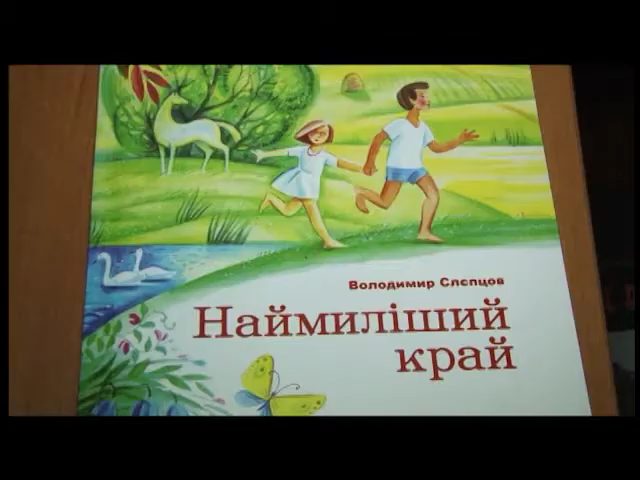 Володимир Слєпцов
Наймиліший
край